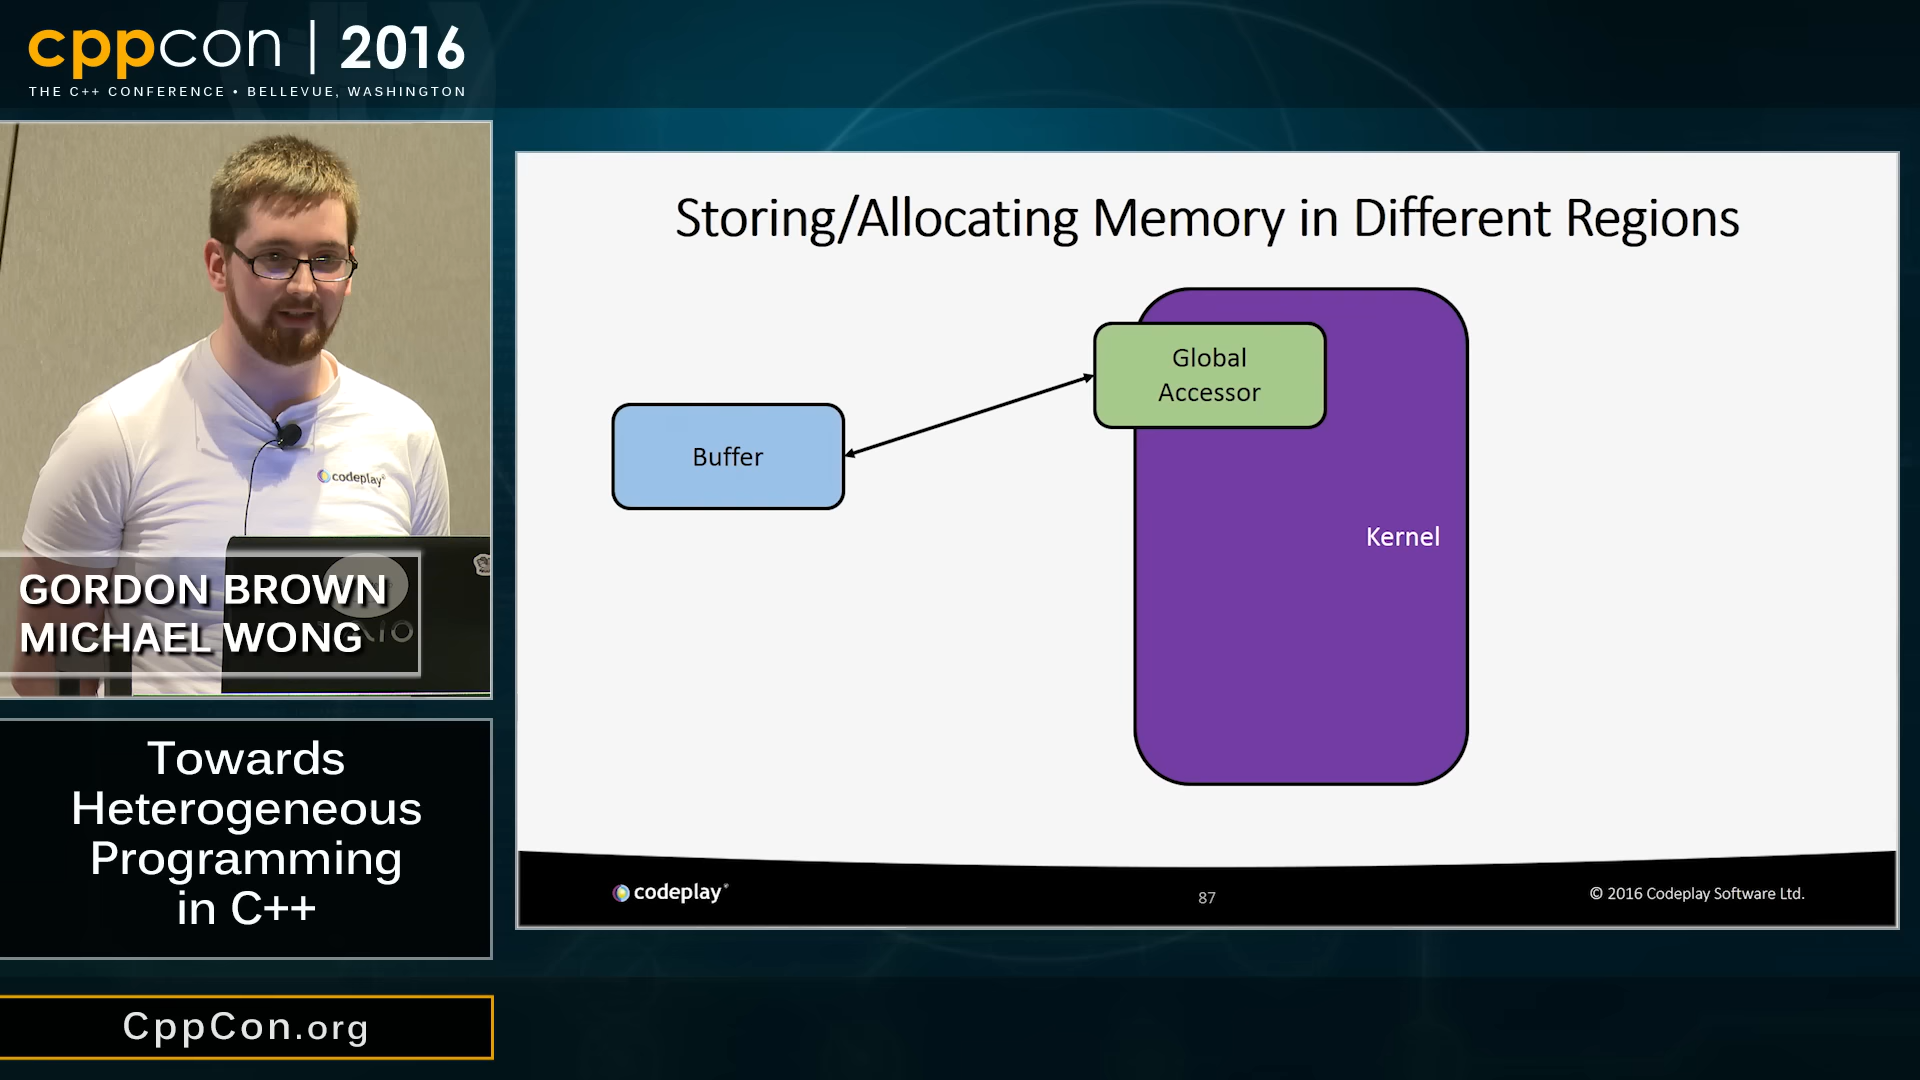 cppcon | 2016
THE C++ CONFERENCE • BELLEVUE, WASHINGTON
codeplay
GORDON BROWN
MICHAEL WONG
Towards
Heterogeneous
Programming
in C++
CppCon.org
Storing/Allocating Memory in Different Regions
Global
Accessor
Buffer
Kernel
codeplay®
87
© 2016 Codeplay Software Ltd.